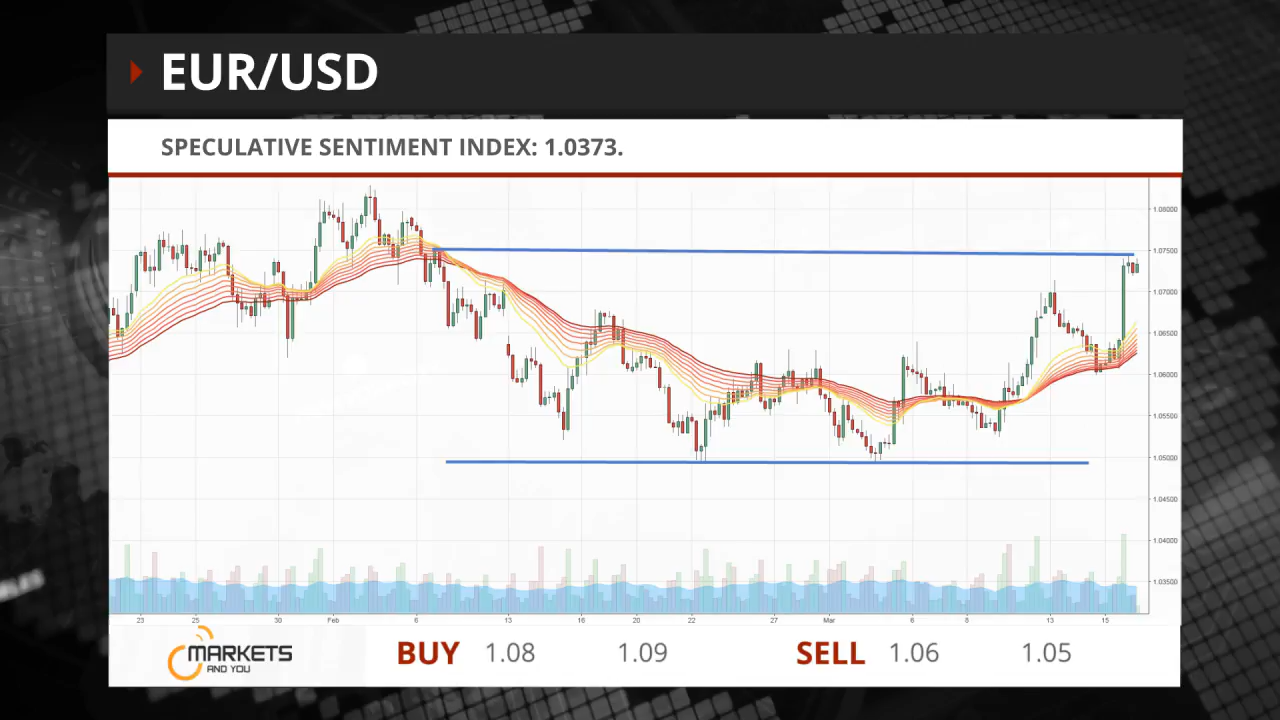 EUR/USD
SPECULATIVE SENTIMENT INDEX: 1.0373.
1.08000
1.07500
1.07000
1.06500
1.06000
1.05500
1.05000
1.04500
1.04000
1.03500
23 25 30 Feb 6 13 16 20 22 27 Mar 6 8 13 15
MARKETS
AND YOU
BUY 1.08 1.09 SELL 1.06 1.05